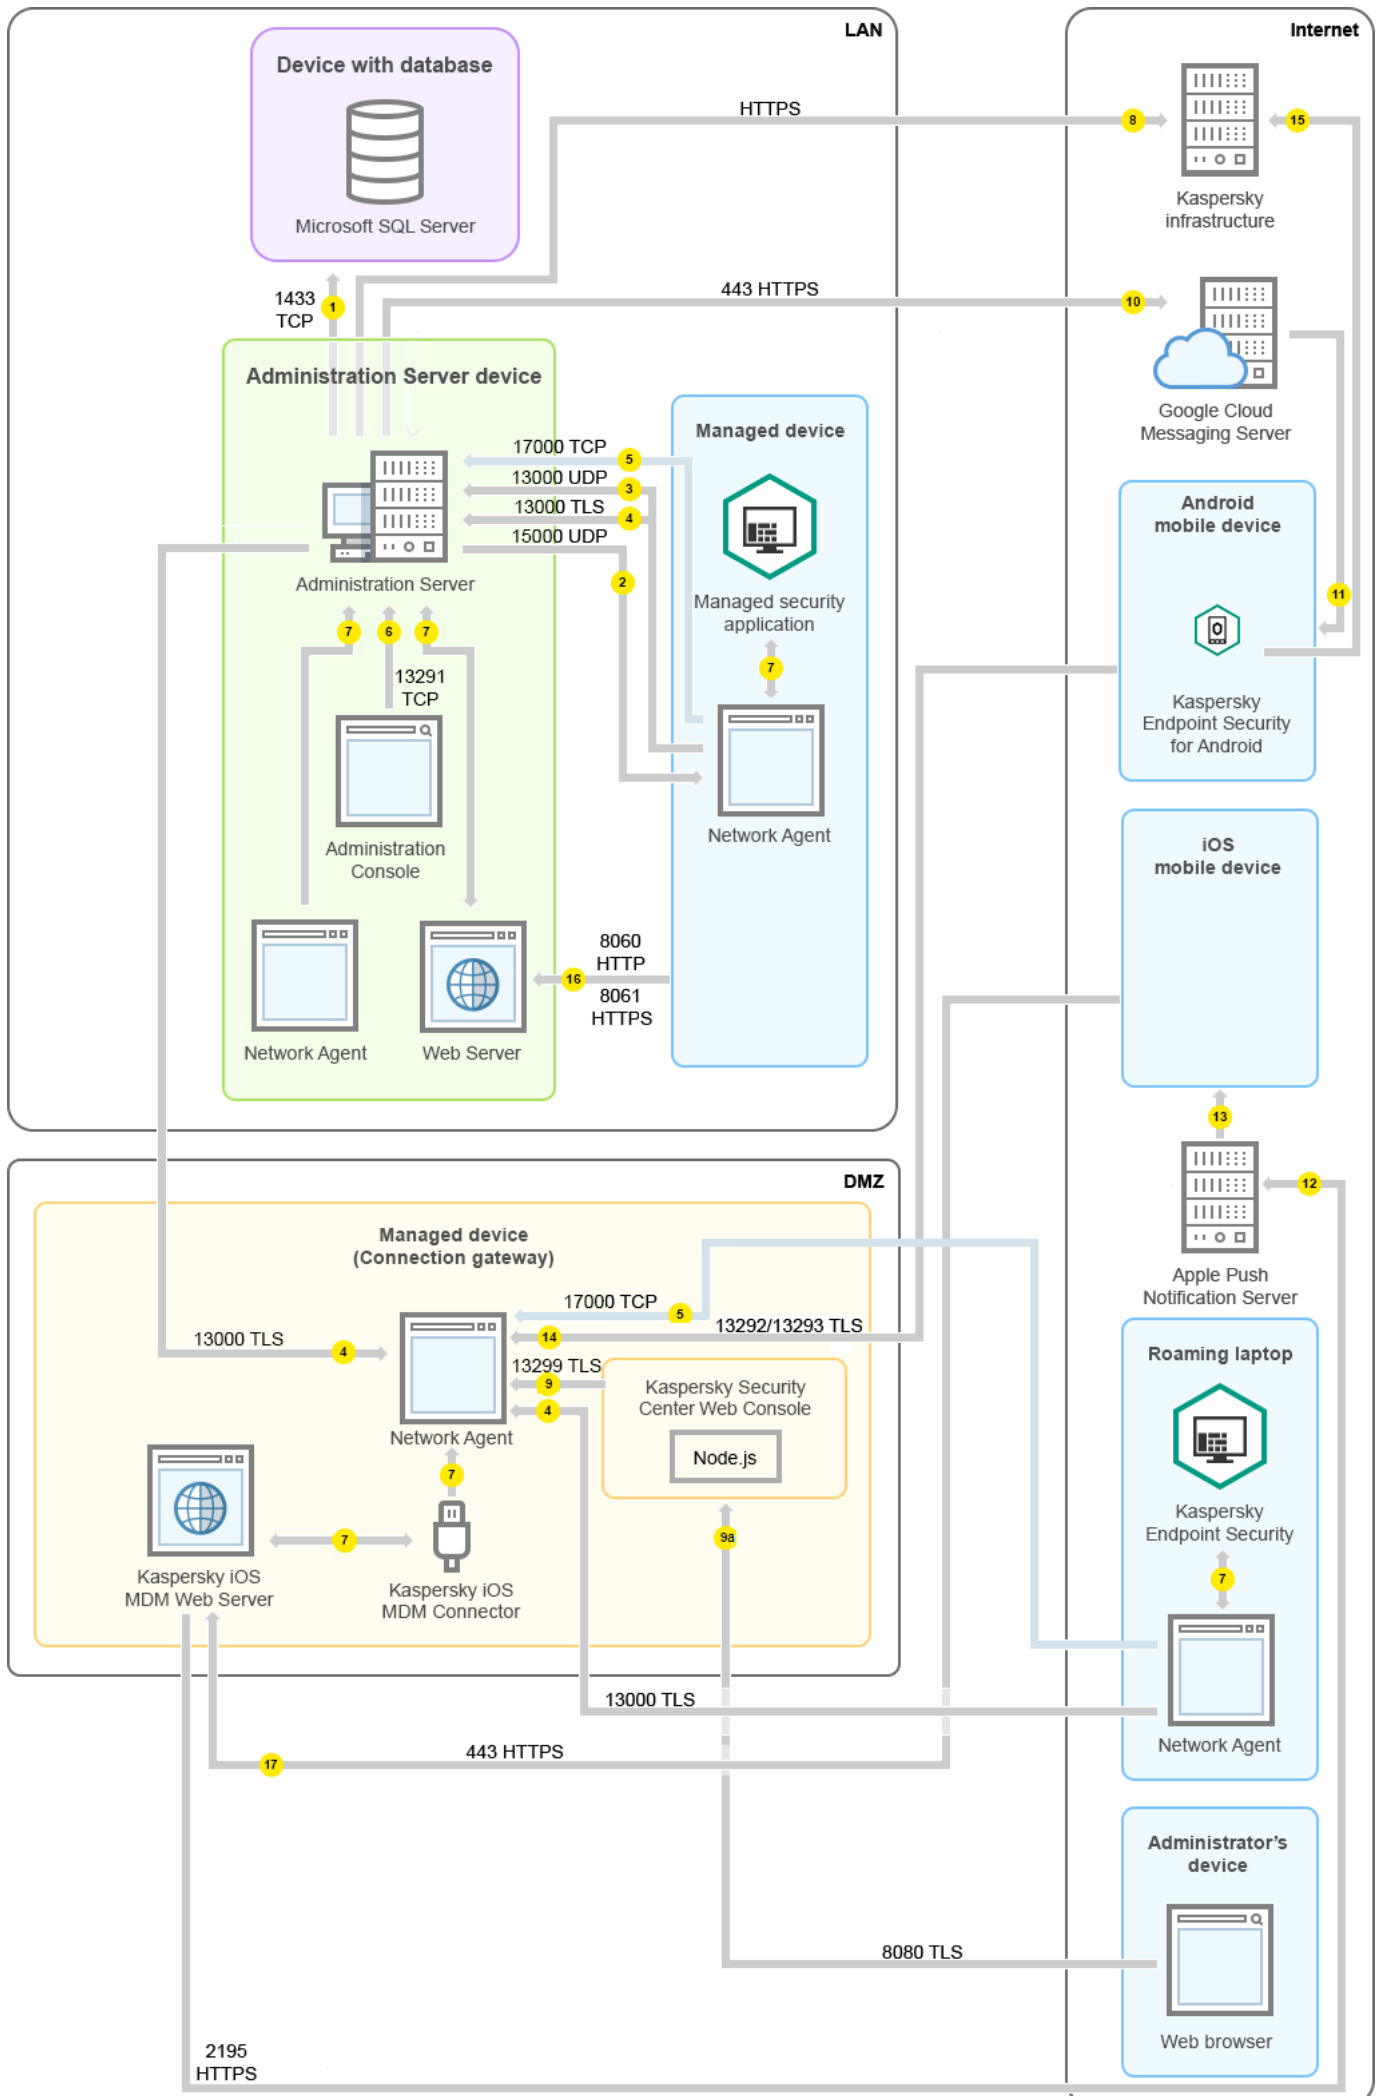 LAN
Internet
Device with database
Microsoft SQL Server
HTTPS
8
15
Kaspersky
infrastructure
1433
TCP
1
443 HTTPS
10
Google Cloud
Messaging Server
Administration Server device
Administration Server
17000 TCP
5
13000 UDP
3
13000 TLS
4
15000 UDP
2
Managed device
Managed security
application
7
Network Agent
Android
mobile device
11
Kaspersky
Endpoint Security
for Android
7
6
7
13291
TCP
Administration
Console
Network Agent
Web Server
8060
HTTP
16
8061
HTTPS
iOS
mobile device
13
12
Apple Push
Notification Server
DMZ
Managed device
(Connection gateway)
17000 TCP
5
13292/13293 TLS
14
13000 TLS
4
13299 TLS
9
4
Network Agent
Kaspersky Security
Center Web Console
Node.js
9a
7
7
Kaspersky iOS
MDM Web Server
Kaspersky iOS
MDM Connector
Roaming laptop
Kaspersky
Endpoint Security
7
Network Agent
13000 TLS
443 HTTPS
17
Administrator’s
device
8080 TLS
Web browser
2195
HTTPS